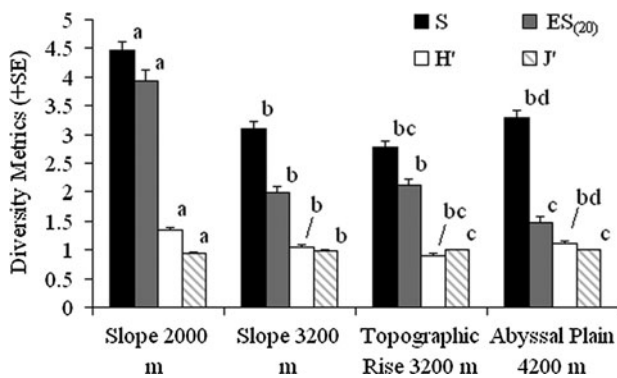 S ES(20)
H' J'
Diversity Metrics (+SE)
5
4.5
4
3.5
3
2.5
2
1.5
1
0.5
0
a a a a
b b b b
bc b bc c
bd c bd c
Slope 2000 m
Slope 3200 m
Topographic Rise 3200 m
Abyssal Plain 4200 m